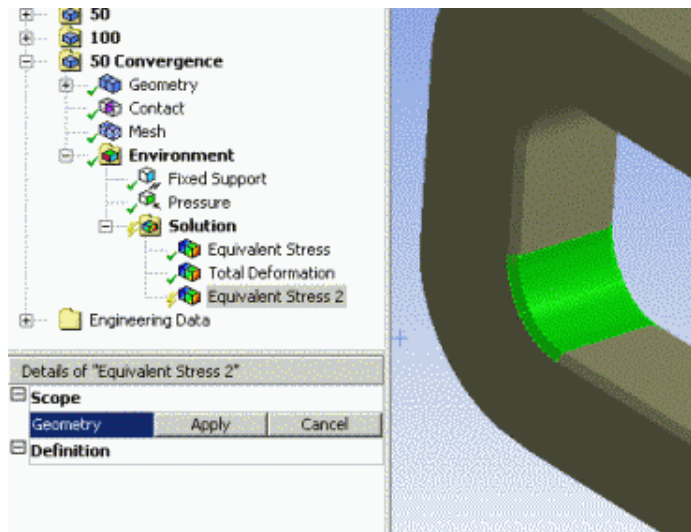 50
100
50 Convergence
Geometry
Contact
Mesh
Environment
Fixed Support
Pressure
Solution
Equivalent Stress
Total Deformation
Equivalent Stress 2
Engineering Data
Details of "Equivalent Stress 2"
Scope
Geometry Apply Cancel
Definition